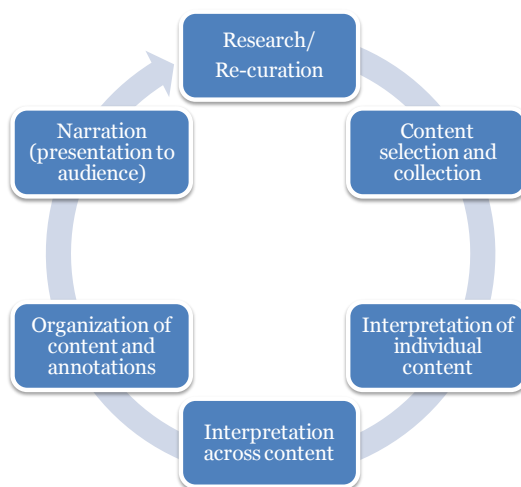 Research/
Re-curation
Content
selection and
collection
Interpretation of
individual
content
Interpretation
across content
Organization of
content and
annotations
Narration
(presentation to
audience)